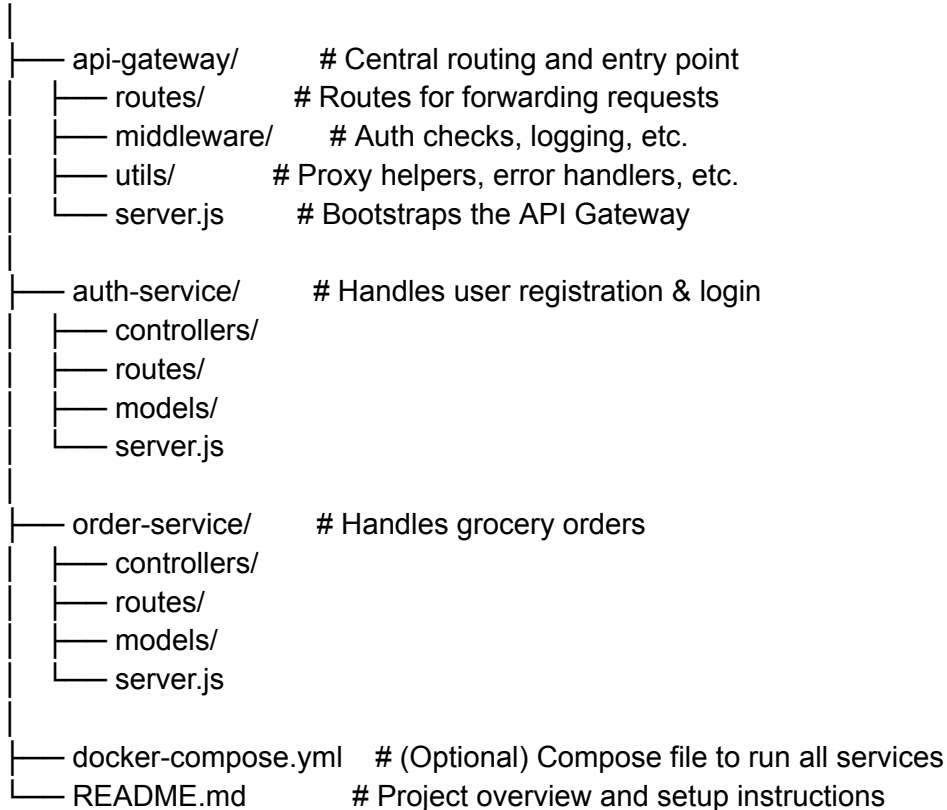 │
├── api-gateway/ # Central routing and entry point
│ ├── routes/ # Routes for forwarding requests
│ ├── middleware/ # Auth checks, logging, etc.
│ ├── utils/ # Proxy helpers, error handlers, etc.
│ └── server.js # Bootstraps the API Gateway
│
├── auth-service/ # Handles user registration & login
│ ├── controllers/
│ ├── routes/
│ ├── models/
│ └── server.js
│
├── order-service/ # Handles grocery orders
│ ├── controllers/
│ ├── routes/
│ ├── models/
│ └── server.js
│
├── docker-compose.yml # (Optional) Compose file to run all services
└── README.md # Project overview and setup instructions